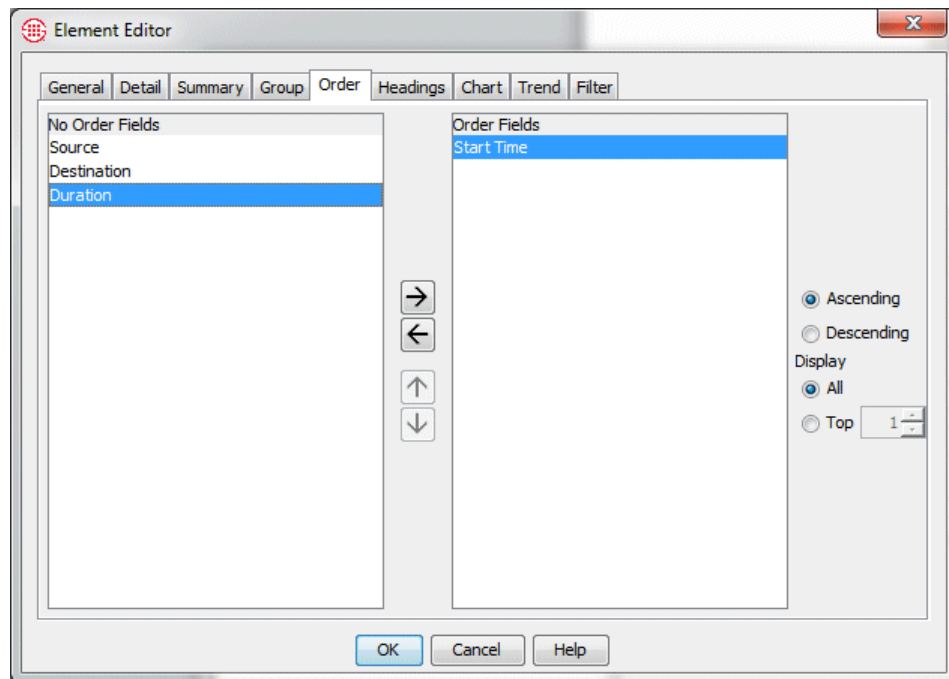 Element Editor
General Detail Summary Group Order Headings Chart Trend Filter
No Order Fields
Source
Destination
Duration
Order Fields
Start Time
Ascending
Descending
Display
All
Top 1
OK Cancel Help